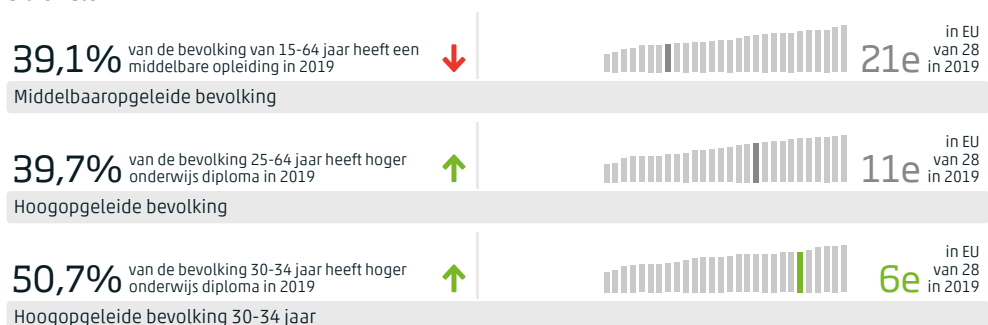 39,1% van de bevolking van 15-64 jaar heeft een
middelbare opleiding in 2019
21e in EU
van 28
in 2019
Middelbaaropgeleide bevolking
39,7% van de bevolking 25-64 jaar heeft hoger
onderwijs diploma in 2019
11e in EU
van 28
in 2019
Hoogopgeleide bevolking
50,7% van de bevolking 30-34 jaar heeft hoger
onderwijs diploma in 2019
6e in EU
van 28
in 2019
Hoogopgeleide bevolking 30-34 jaar